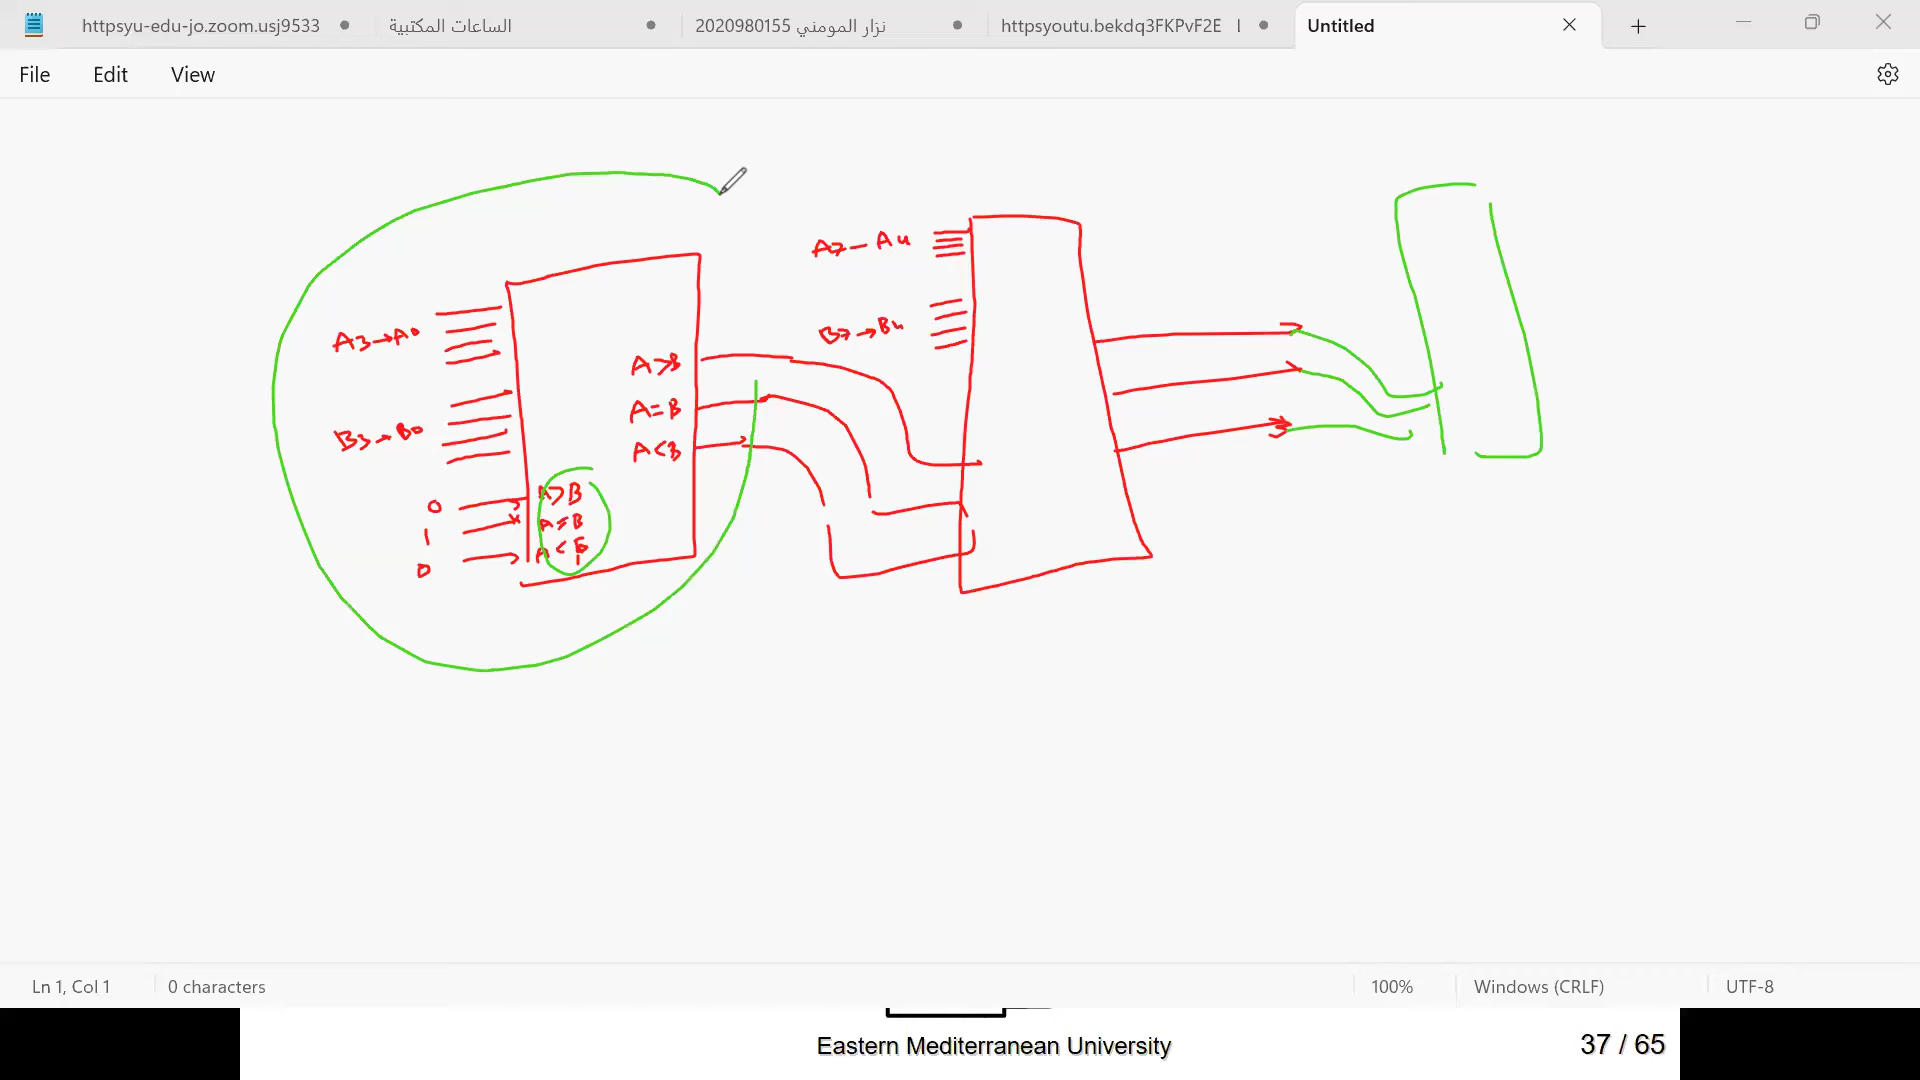 httpsyu-edu-jo.zoom.usj9533
الساعات المكتبية
نزار المومني 2020980155
httpsyoutu.bekdq3FKPvF2E I
Untitled
File Edit View
A7 — A4
A3→A0
B7→B4
A>B
A=B
B3→B0
A<B
0 A>B
1 A=B
0 A<B
Ln 1, Col 1
0 characters
100%
Windows (CRLF)
UTF-8
Eastern Mediterranean University
37 / 65